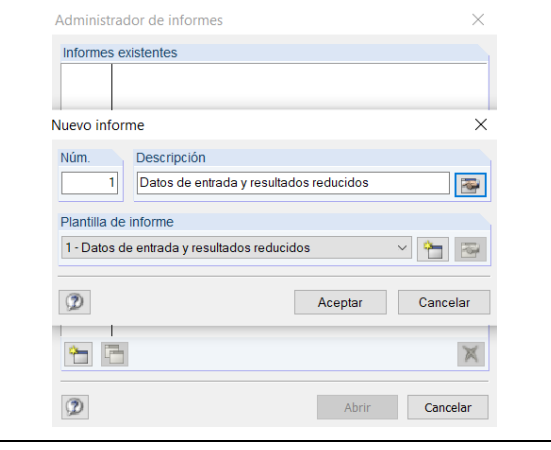 Administrador de informes
Informes existentes
Nuevo informe
Núm. Descripción
1 Datos de entrada y resultados reducidos
Plantilla de informe
1 - Datos de entrada y resultados reducidos
Aceptar Cancelar
Abrir Cancelar